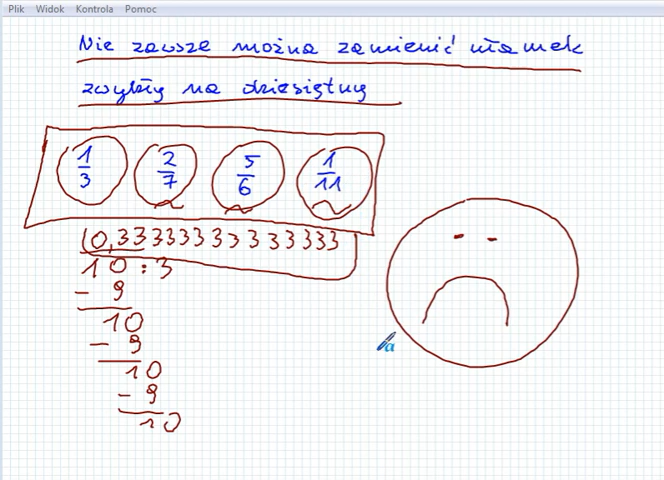 Plik Widok Kontrola Pomoc
Nie zawsze można zamienić ułamek
zwykły na dziesiętny
1/3 2/7 5/6 1/11
0,333333333333333
10:3
- 9
10
- 9
10
- 9
10
a